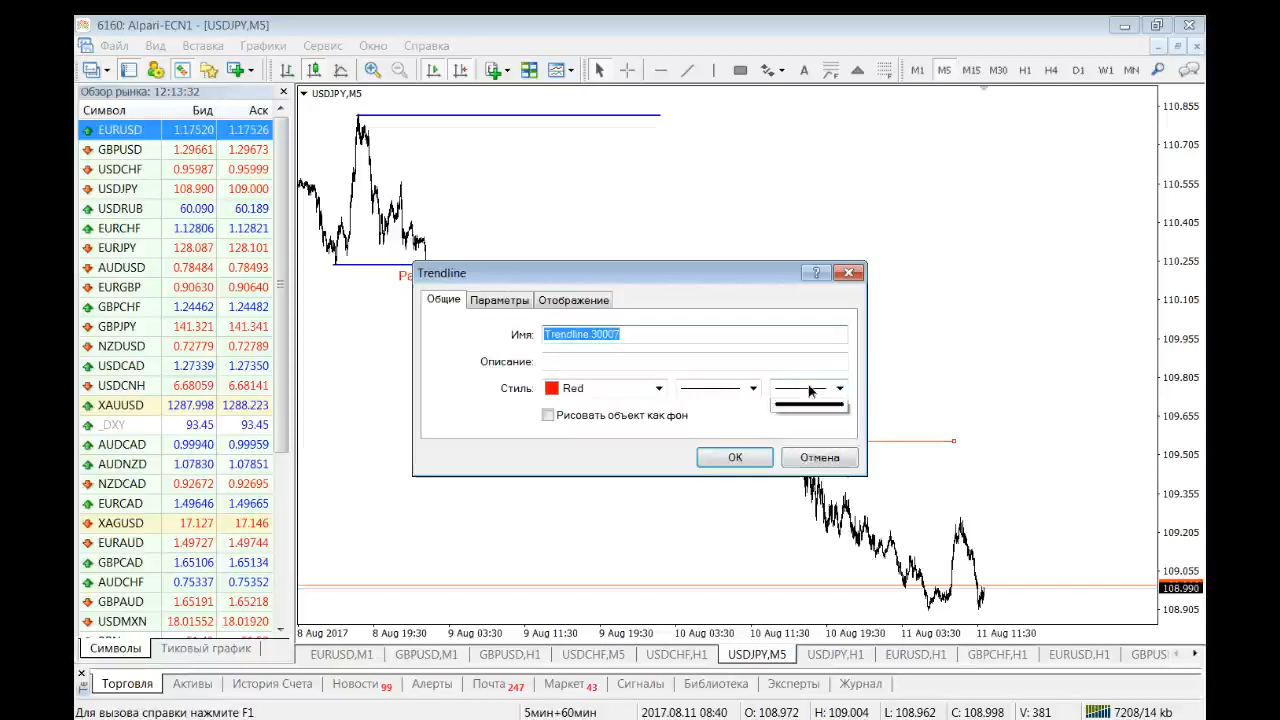 6160: Alpari-ECN1 - [USDJPY,M5]
Файл Вид Вставка Графики Сервис Окно Справка
A M1 M5 M15 M30 H1 H4 D1 W1 MN
Обзор рынка: 12:13:32
Символ Бид Аск
EURUSD 1.17520 1.17526
GBPUSD 1.29661 1.29673
USDCHF 0.95987 0.95999
USDJPY 108.990 109.000
USDRUB 60.090 60.189
EURCHF 1.12806 1.12821
EURJPY 128.087 128.101
AUDUSD 0.78484 0.78493
EURGBP 0.90630 0.90640
GBPCHF 1.24462 1.24482
GBPJPY 141.321 141.331
NZDUSD 0.72779 0.72789
USDCAD 1.27339 1.27350
USDCNH 6.68059 6.68141
XAUUSD 1287.998 1288.223
_DXY 93.45 93.45
AUDCAD 0.99940 0.99959
AUDNZD 1.07830 1.07851
NZDCAD 0.92672 0.92695
EURCAD 1.49646 1.49665
XAGUSD 17.127 17.146
EURAUD 1.49727 1.49744
GBPCAD 1.65106 1.65134
AUDCHF 0.75337 0.75352
GBPAUD 1.65191 1.65218
USDMXN 18.01552 18.01920
Символы Тиковый график
USDJPY,M5
Ра
Trendline
Общие Параметры Отображение
Имя: Trendline 30007
Описание:
Стиль: Red
Рисовать объект как фон
OK Отмена
110.855
110.705
110.555
110.405
110.255
110.105
109.955
109.805
109.655
109.505
109.355
109.205
109.055
108.990
108.905
8 Aug 2017 8 Aug 19:30 9 Aug 03:30 9 Aug 11:30 9 Aug 19:30 10 Aug 03:30 10 Aug 11:30 10 Aug 19:30 11 Aug 03:30 11 Aug 11:30
EURUSD,M1 GBPUSD,M1 GBPUSD,H1 USDCHF,M5 USDCHF,H1 USDJPY,M5 USDJPY,H1 EURUSD,H1 GBPCHF,H1 EURUSD,H1 GBPUS
Торговля Активы История Счета Новости 99 Алерты Почта 247 Маркет 43 Сигналы Библиотека Эксперты Журнал
Для вызова справки нажмите F1 5мин+60мин 2017.08.11 08:40 O: 108.972 H: 109.004 L: 108.962 C: 108.998 V: 381 7208/14 kb